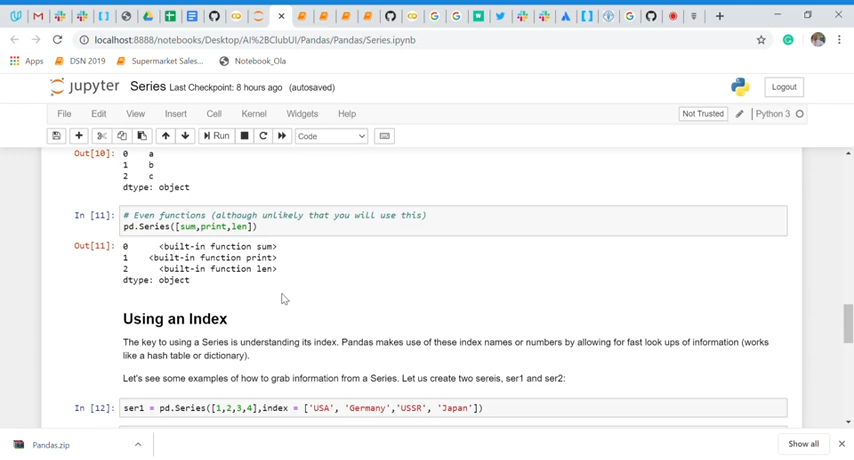 localhost:8888/notebooks/Desktop/AI%2BClubUI/Pandas/Pandas/Series.ipynb
Apps DSN 2019 Supermarket Sales... Notebook_Ola
jupyter Series Last Checkpoint: 8 hours ago (autosaved) Logout
File Edit View Insert Cell Kernel Widgets Help Not Trusted Python 3
Run Code
Out[10]: 0 a
1 b
2 c
dtype: object
In [11]: # Even functions (although unlikely that you will use this)
pd.Series([sum,print,len])
Out[11]: 0 <built-in function sum>
1 <built-in function print>
2 <built-in function len>
dtype: object
Using an Index
The key to using a Series is understanding its index. Pandas makes use of these index names or numbers by allowing for fast look ups of information (works
like a hash table or dictionary).
Let's see some examples of how to grab information from a Series. Let us create two sereis, ser1 and ser2:
In [12]: ser1 = pd.Series([1,2,3,4],index = ['USA', 'Germany','USSR', 'Japan'])
Pandas.zip Show all